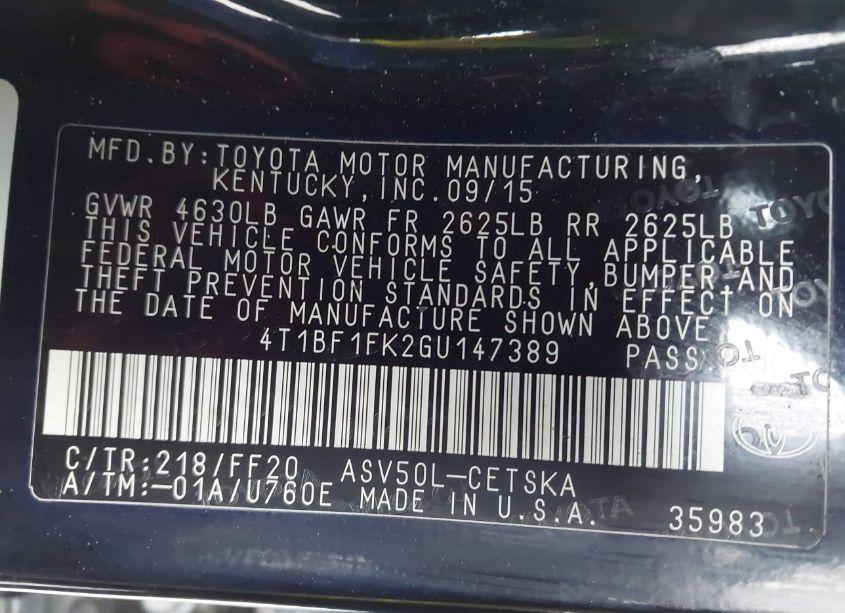 MFD.BY:TOYOTA MOTOR MANUFACTURING,
KENTUCKY,INC.09/15
GVWR 4630LB GAWR FR 2625LB RR 2625LB
THIS VEHICLE CONFORMS TO ALL APPLICABLE
FEDERAL MOTOR VEHICLE SAFETY,BUMPER,AND
THEFT PREVENTION STANDARDS IN EFFECT ON
THE DATE OF MANUFACTURE SHOWN ABOVE.
4T1BF1FK2GU147389 PASS
C/TR:218/FF20 ASV50L-CETSKA
A/TM:-01A/U760E MADE IN U.S.A. 35983